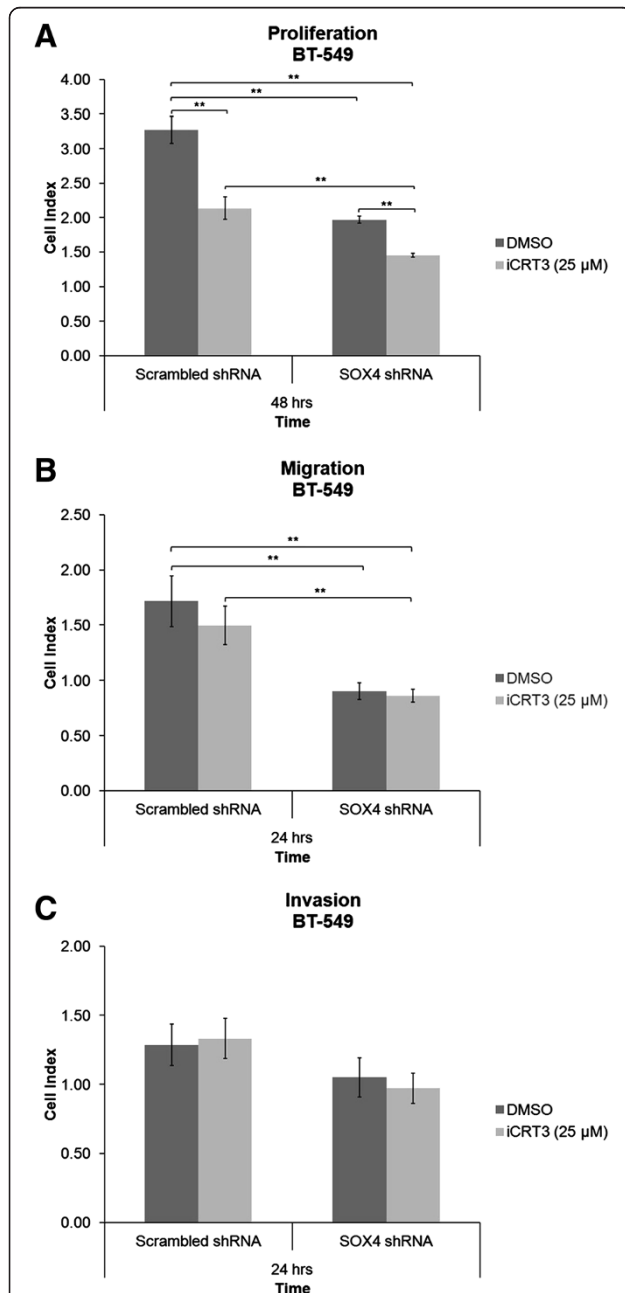 A
Proliferation
BT-549
4.00
3.50
3.00
2.50
2.00
1.50
1.00
0.50
0.00
Cell Index
**
**
**
**
**
DMSO
iCRT3 (25 µM)
Scrambled shRNA
SOX4 shRNA
48 hrs
Time
B
Migration
BT-549
2.50
2.00
1.50
1.00
0.50
0.00
Cell Index
**
**
**
DMSO
iCRT3 (25 µM)
Scrambled shRNA
SOX4 shRNA
24 hrs
Time
C
Invasion
BT-549
2.00
1.50
1.00
0.50
0.00
Cell Index
DMSO
iCRT3 (25 µM)
Scrambled shRNA
SOX4 shRNA
24 hrs
Time